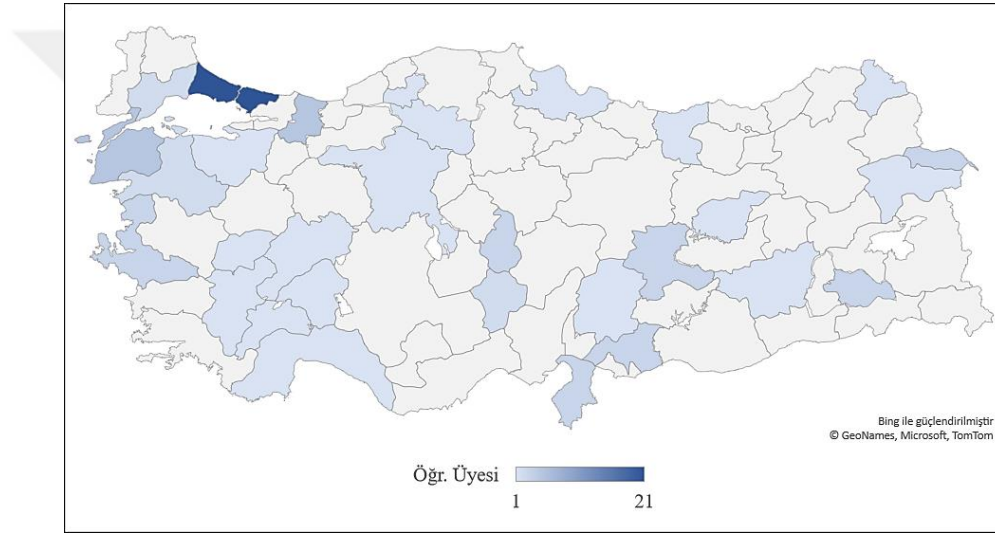 Bing ile güçlendirilmiştir
© GeoNames, Microsoft, TomTom
Öğr. Üyesi
1 21